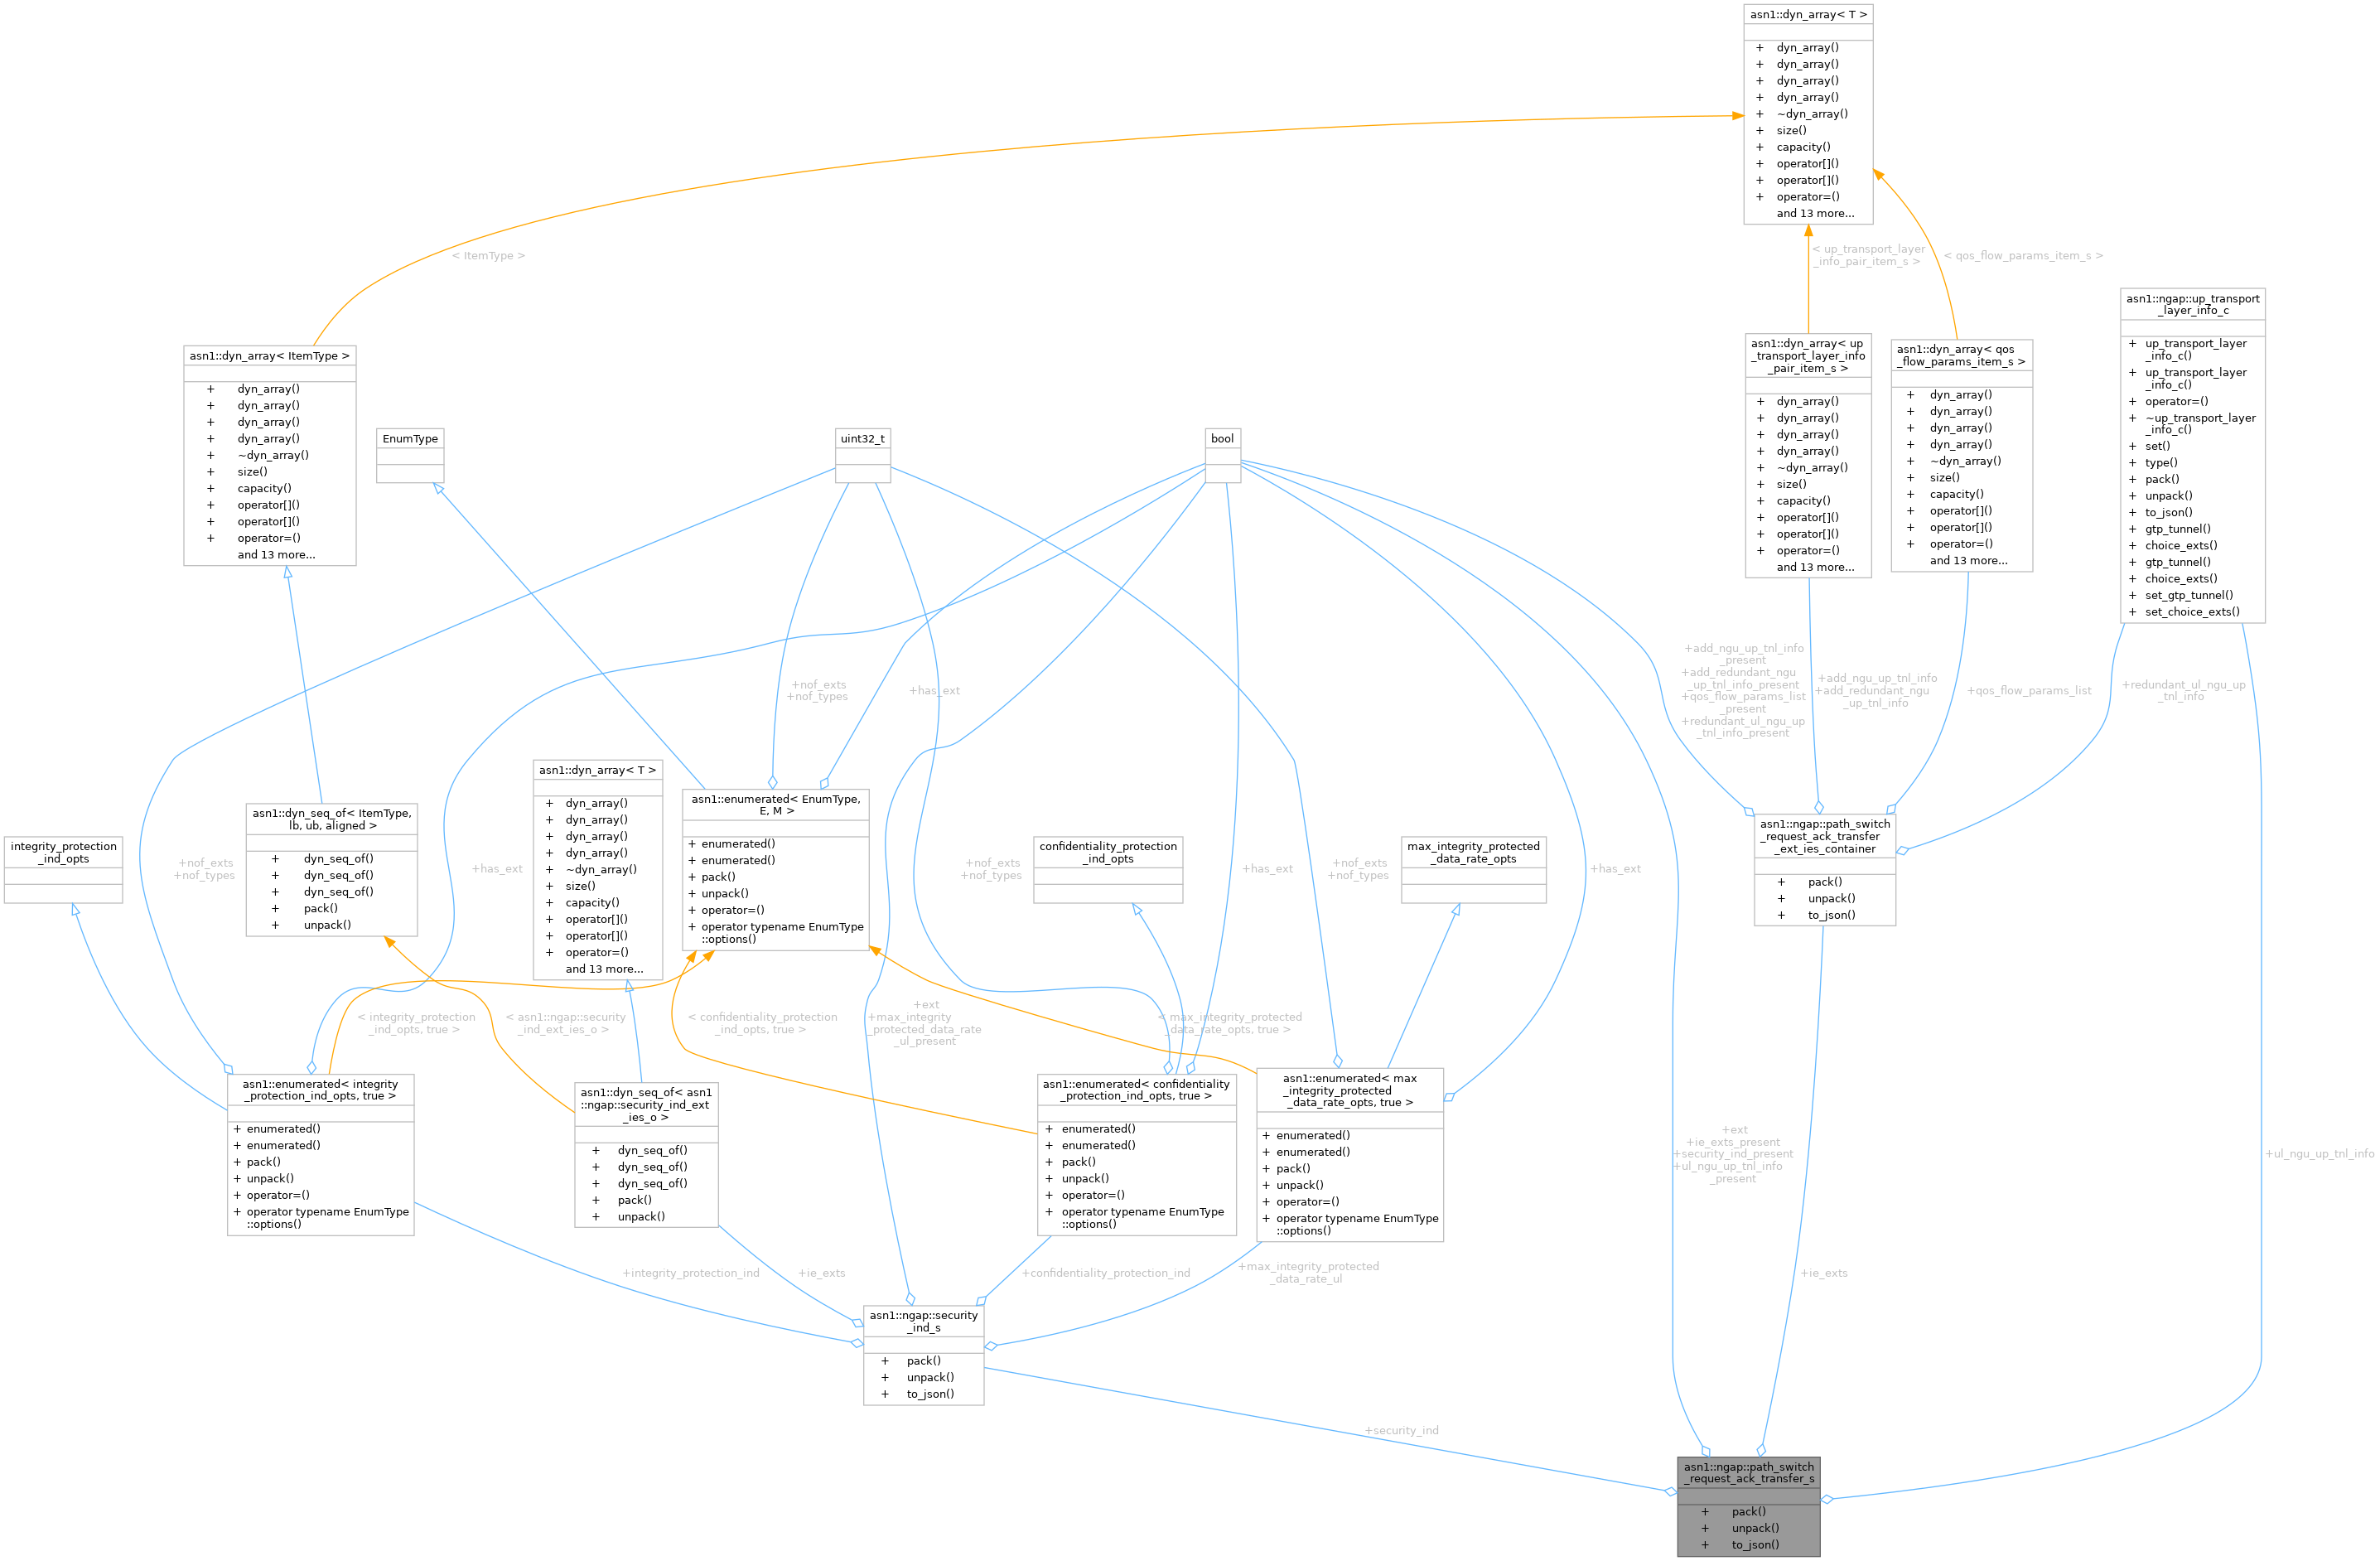 asn1::dyn_array< T >
+ dyn_array()
+ dyn_array()
+ dyn_array()
+ dyn_array()
+ ~dyn_array()
+ size()
+ capacity()
+ operator[]()
+ operator[]()
+ operator=()
and 13 more...
< ItemType >
< up_transport_layer
_info_pair_item_s >
< qos_flow_params_item_s >
asn1::ngap::up_transport
_layer_info_c
+ up_transport_layer
_info_c()
+ up_transport_layer
_info_c()
+ operator=()
+ ~up_transport_layer
_info_c()
+ set()
+ type()
+ pack()
+ unpack()
+ to_json()
+ gtp_tunnel()
+ choice_exts()
+ gtp_tunnel()
+ choice_exts()
+ set_gtp_tunnel()
+ set_choice_exts()
asn1::dyn_array< ItemType >
+ dyn_array()
+ dyn_array()
+ dyn_array()
+ dyn_array()
+ ~dyn_array()
+ size()
+ capacity()
+ operator[]()
+ operator[]()
+ operator=()
and 13 more...
asn1::dyn_array< up
_transport_layer_info
_pair_item_s >
+ dyn_array()
+ dyn_array()
+ dyn_array()
+ dyn_array()
+ ~dyn_array()
+ size()
+ capacity()
+ operator[]()
+ operator[]()
+ operator=()
and 13 more...
asn1::dyn_array< qos
_flow_params_item_s >
+ dyn_array()
+ dyn_array()
+ dyn_array()
+ dyn_array()
+ ~dyn_array()
+ size()
+ capacity()
+ operator[]()
+ operator[]()
+ operator=()
and 13 more...
EnumType
uint32_t
bool
+add_ngu_up_tnl_info
_present
+add_redundant_ngu
_up_tnl_info_present
+qos_flow_params_list
_present
+redundant_ul_ngu_up
_tnl_info_present
+add_ngu_up_tnl_info
+add_redundant_ngu
_up_tnl_info
+qos_flow_params_list
+redundant_ul_ngu_up
_tnl_info
+nof_exts
+nof_types
+has_ext
asn1::dyn_array< T >
+ dyn_array()
+ dyn_array()
+ dyn_array()
+ dyn_array()
+ ~dyn_array()
+ size()
+ capacity()
+ operator[]()
+ operator[]()
+ operator=()
and 13 more...
asn1::enumerated< EnumType,
E, M >
+ enumerated()
+ enumerated()
+ pack()
+ unpack()
+ operator=()
+ operator typename EnumType
::options()
asn1::dyn_seq_of< ItemType,
lb, ub, aligned >
+ dyn_seq_of()
+ dyn_seq_of()
+ dyn_seq_of()
+ pack()
+ unpack()
asn1::ngap::path_switch
_request_ack_transfer
_ext_ies_container
+ pack()
+ unpack()
+ to_json()
integrity_protection
_ind_opts
confidentiality_protection
_ind_opts
max_integrity_protected
_data_rate_opts
+nof_exts
+nof_types
+has_ext
+nof_exts
+nof_types
+has_ext
+nof_exts
+nof_types
+has_ext
< integrity_protection
_ind_opts, true >
< asn1::ngap::security
_ind_ext_ies_o >
< confidentiality_protection
_ind_opts, true >
+ext
+max_integrity
_protected_data_rate
_ul_present
< max_integrity_protected
_data_rate_opts, true >
asn1::enumerated< integrity
_protection_ind_opts, true >
+ enumerated()
+ enumerated()
+ pack()
+ unpack()
+ operator=()
+ operator typename EnumType
::options()
asn1::dyn_seq_of< asn1
::ngap::security_ind_ext
_ies_o >
+ dyn_seq_of()
+ dyn_seq_of()
+ dyn_seq_of()
+ pack()
+ unpack()
asn1::enumerated< confidentiality
_protection_ind_opts, true >
+ enumerated()
+ enumerated()
+ pack()
+ unpack()
+ operator=()
+ operator typename EnumType
::options()
asn1::enumerated< max
_integrity_protected
_data_rate_opts, true >
+ enumerated()
+ enumerated()
+ pack()
+ unpack()
+ operator=()
+ operator typename EnumType
::options()
+ext
+ie_exts_present
+security_ind_present
+ul_ngu_up_tnl_info
_present
+ul_ngu_up_tnl_info
+integrity_protection_ind
+ie_exts
+confidentiality_protection_ind
+max_integrity_protected
_data_rate_ul
+ie_exts
asn1::ngap::security
_ind_s
+ pack()
+ unpack()
+ to_json()
+security_ind
asn1::ngap::path_switch
_request_ack_transfer_s
+ pack()
+ unpack()
+ to_json()